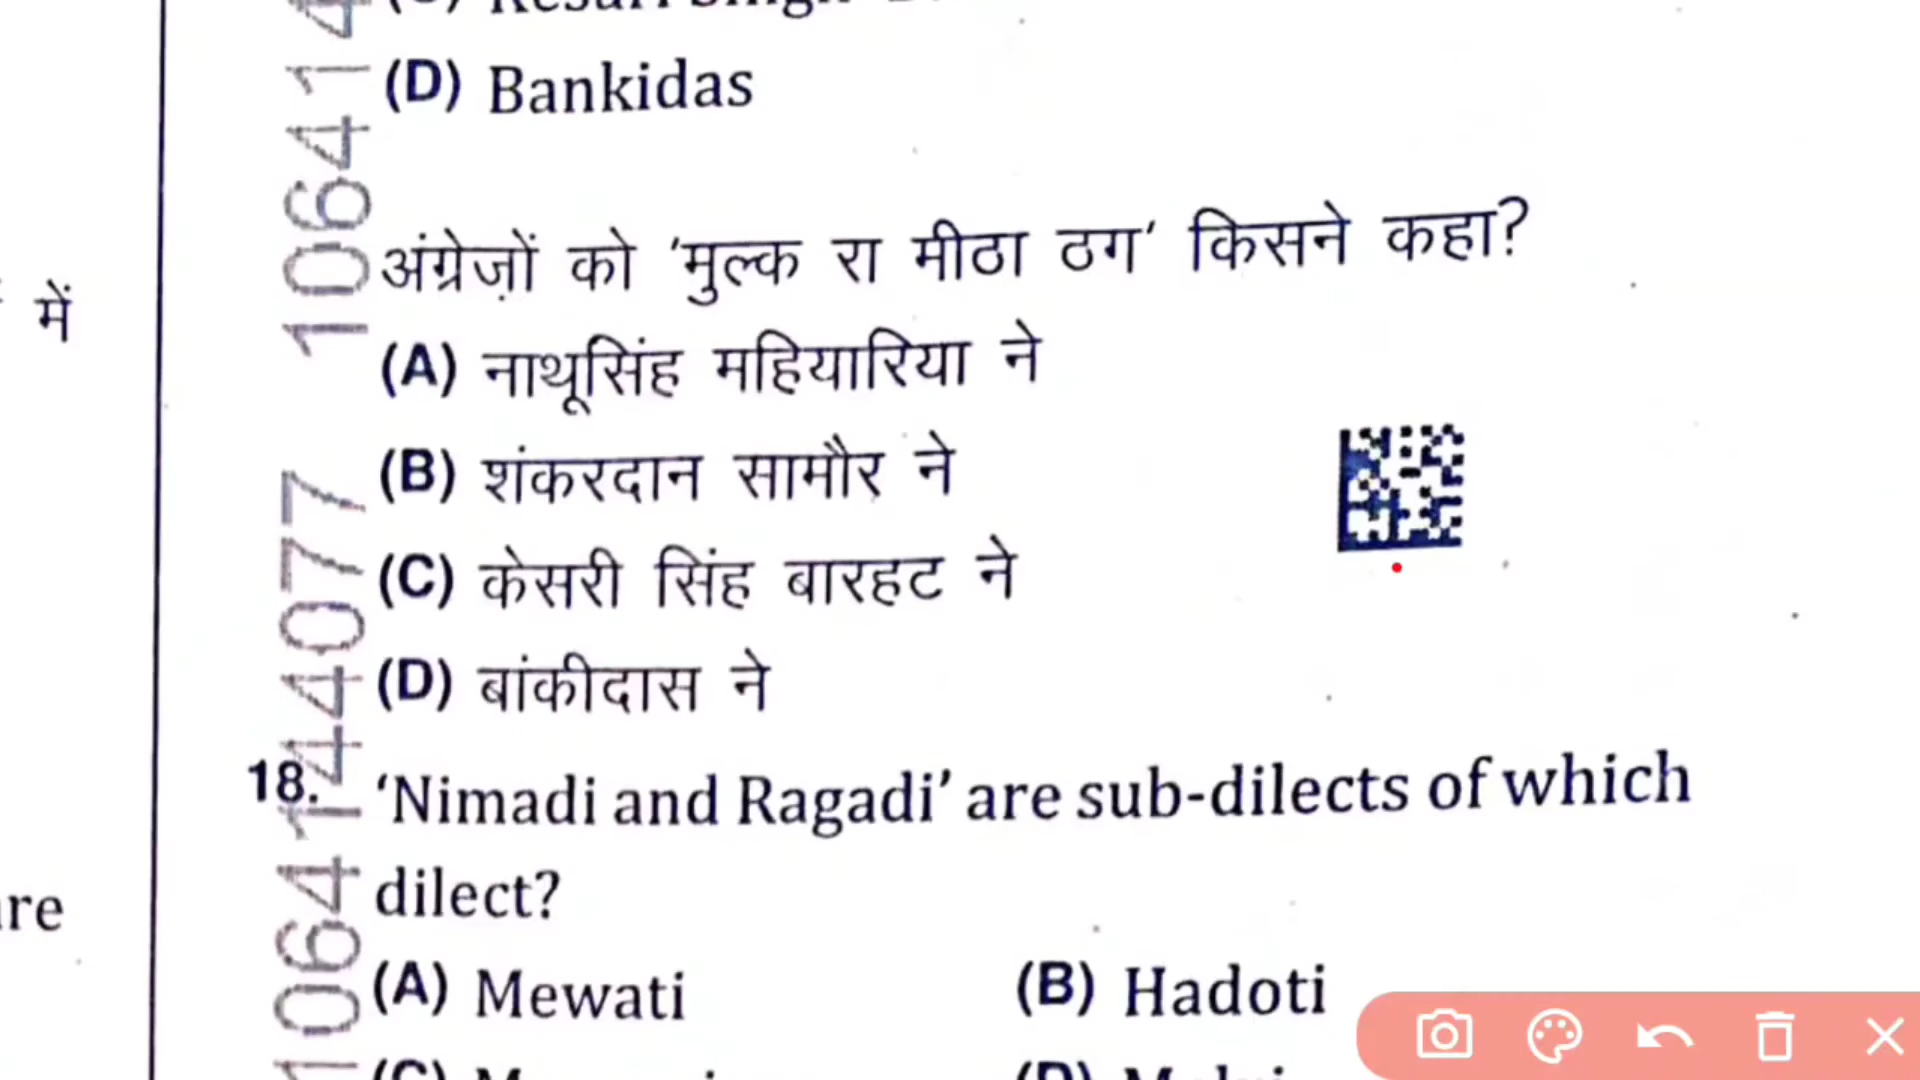 (D) Bankidas
अंग्रेज़ों को 'मुल्क रा मीठा ठग' किसने कहा?
(A) नाथूसिंह महियारिया ने
(B) शंकरदान सामौर ने
(C) केसरी सिंह बारहट ने
(D) बांकीदास ने
18. 'Nimadi and Ragadi' are sub-dilects of which
dilect?
(A) Mewati (B) Hadoti
में
are